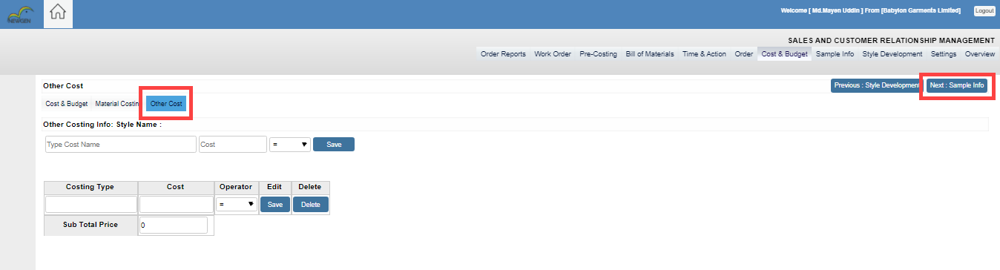 NEWGEN
Welcome [ Md.Mayen Uddin ] From [Babylon Garments Limited]
Logout
SALES AND CUSTOMER RELATIONSHIP MANAGEMENT
Order Reports Work Order Pre-Costing Bill of Materials Time & Action Order Cost & Budget Sample Info Style Development Settings Overview
Other Cost
Previous : Style Development Next : Sample Info
Cost & Budget Material Costin Other Cost
Other Costing Info: Style Name :
Type Cost Name Cost = Save
Costing Type Cost Operator Edit Delete
= Save Delete
Sub Total Price 0